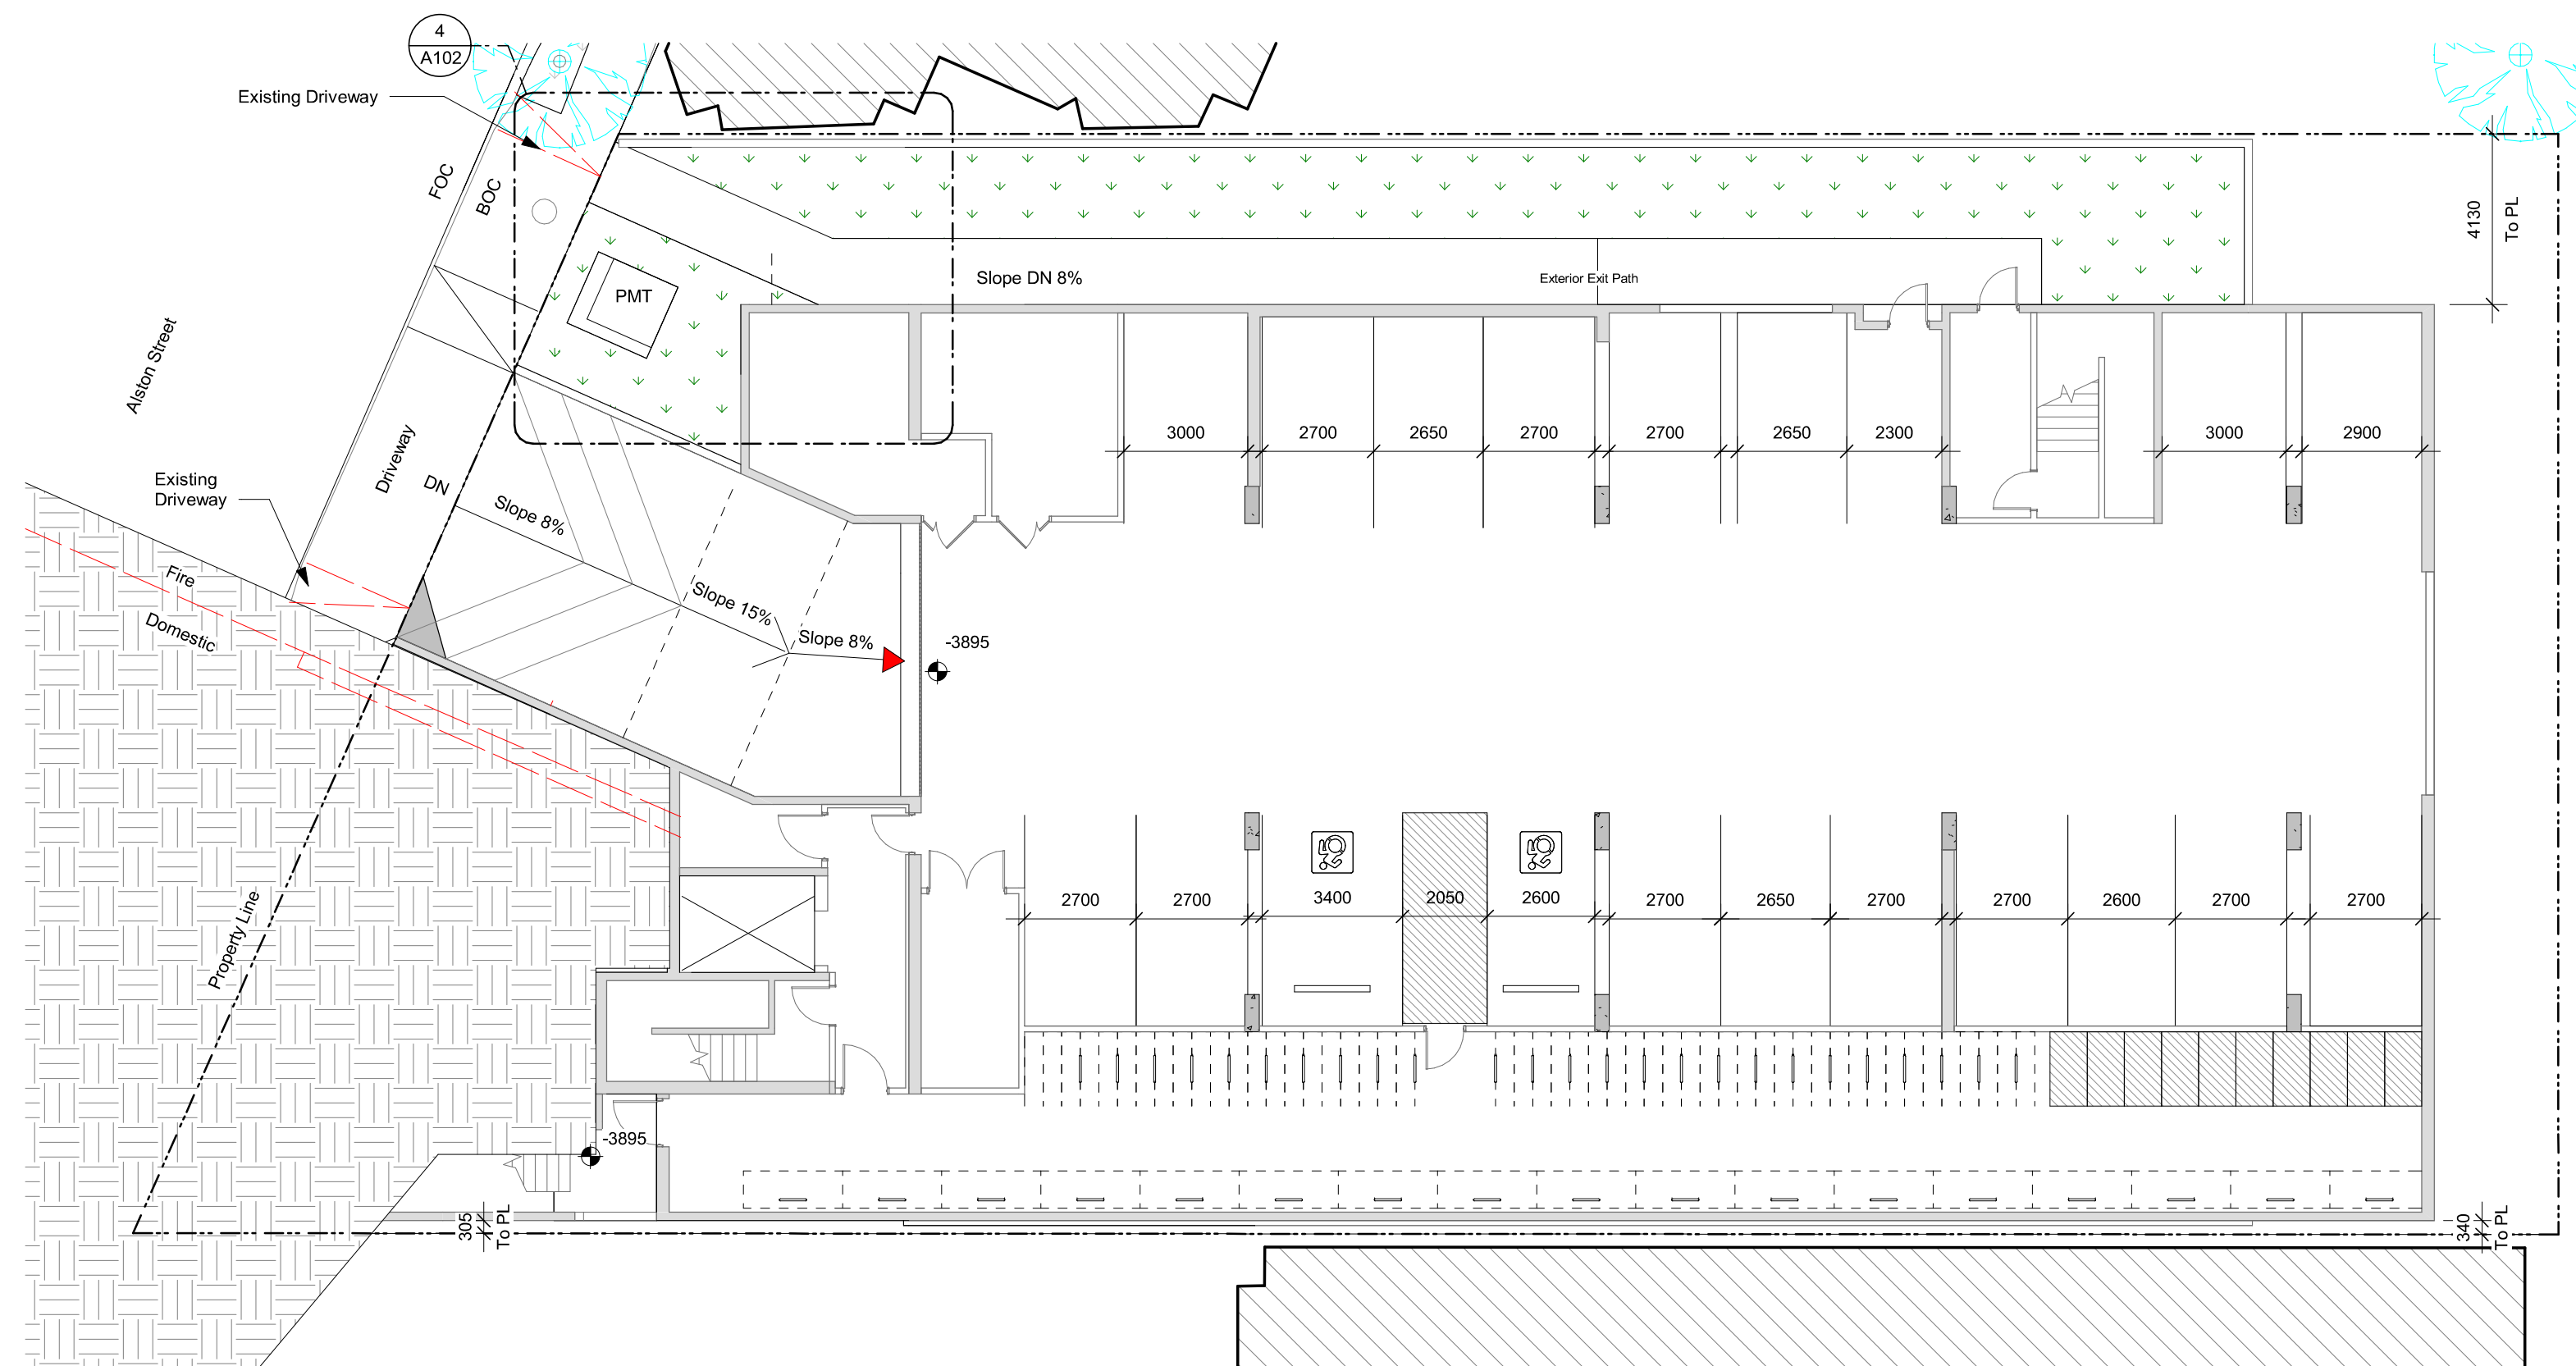 4
A102
Existing Driveway
FOC
BOC
4130
To PL
Slope DN 8%
Exterior Exit Path
PMT
Alston Street
3000
2700
2650
2700
2700
2650
2300
3000
2900
Driveway
DN
Existing
Driveway
Slope 8%
Fire
Domestic
Slope 15%
Slope 8%
-3895
Property Line
2700
2700
3400
2050
2600
2700
2650
2700
2700
2600
2700
2700
-3895
305
To PL
340
To PL